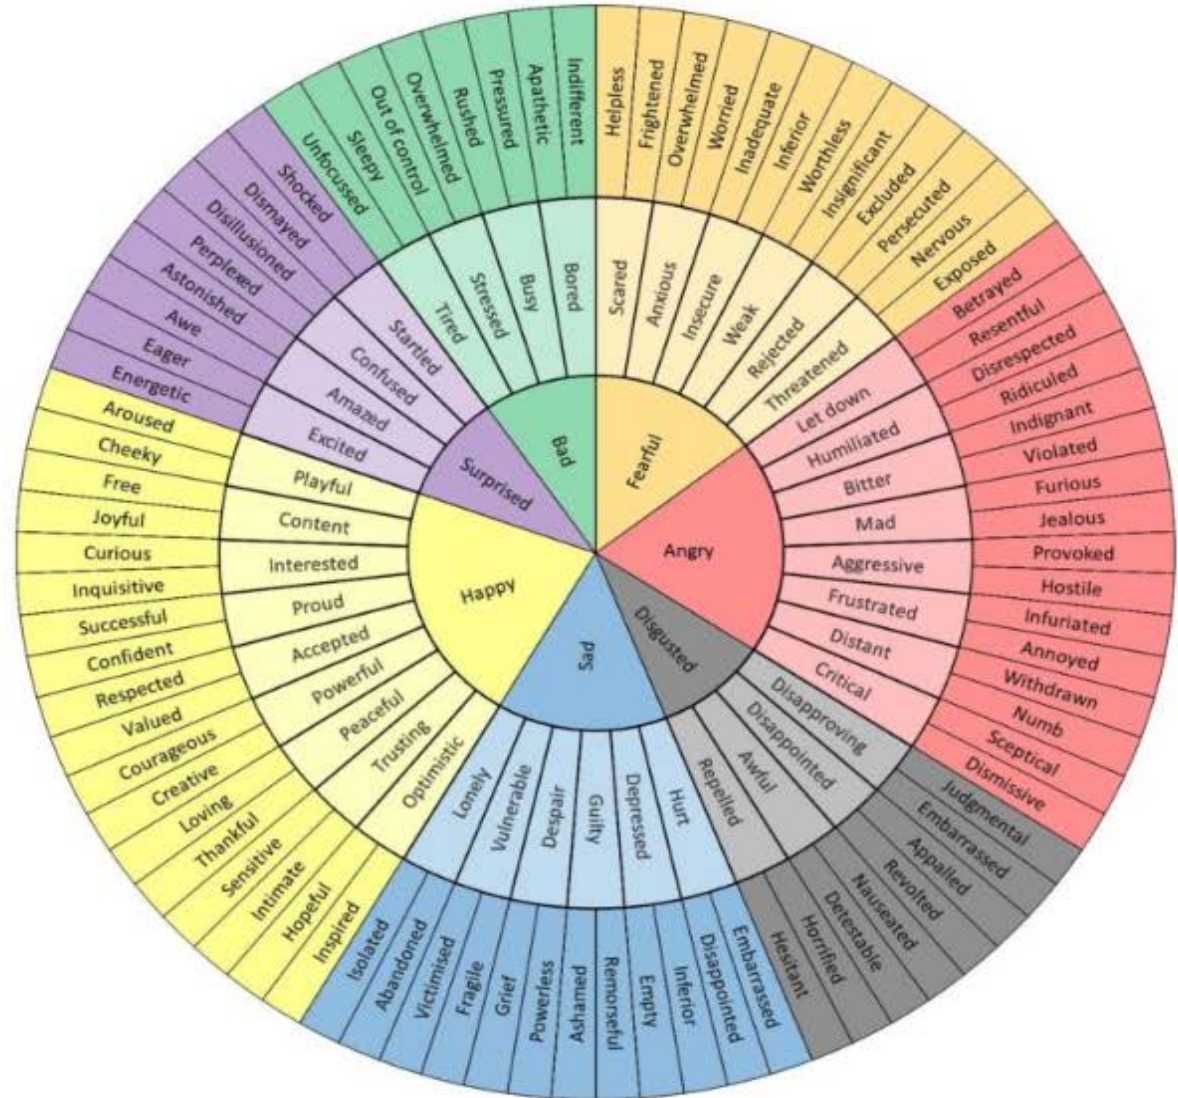 Fearful
Angry
Disgusted
Sad
Happy
Surprised
Bad
Scared
Anxious
Insecure
Weak
Rejected
Threatened
Let down
Humiliated
Bitter
Mad
Aggressive
Frustrated
Distant
Critical
Disapproving
Disappointed
Awful
Repelled
Hurt
Depressed
Guilty
Despair
Vulnerable
Lonely
Optimistic
Trusting
Peaceful
Powerful
Accepted
Proud
Interested
Content
Playful
Excited
Amazed
Confused
Startled
Tired
Stressed
Busy
Bored
Helpless
Frightened
Overwhelmed
Worried
Inadequate
Inferior
Worthless
Insignificant
Excluded
Persecuted
Nervous
Exposed
Betrayed
Resentful
Disrespected
Ridiculed
Indignant
Violated
Furious
Jealous
Provoked
Hostile
Infuriated
Annoyed
Withdrawn
Numb
Sceptical
Dismissive
Judgmental
Embarrassed
Appalled
Revolted
Nauseated
Detestable
Horrified
Hesitant
Embarrassed
Disappointed
Inferior
Empty
Remorseful
Ashamed
Powerless
Grief
Fragile
Victimised
Abandoned
Isolated
Inspired
Hopeful
Intimate
Sensitive
Thankful
Loving
Creative
Courageous
Valued
Respected
Confident
Successful
Inquisitive
Curious
Joyful
Free
Cheeky
Aroused
Energetic
Eager
Awe
Astonished
Perplexed
Disillusioned
Dismayed
Shocked
Unfocussed
Sleepy
Out of control
Overwhelmed
Rushed
Pressured
Apathetic
Indifferent